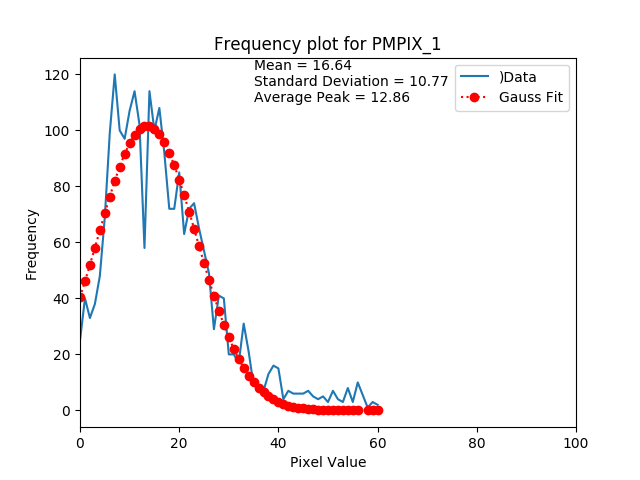 Frequency plot for PMPIX_1
Mean = 16.64
Standard Deviation = 10.77
Average Peak = 12.86
)Data
Gauss Fit
Frequency
120
100
80
60
40
20
0
0 20 40 60 80 100
Pixel Value